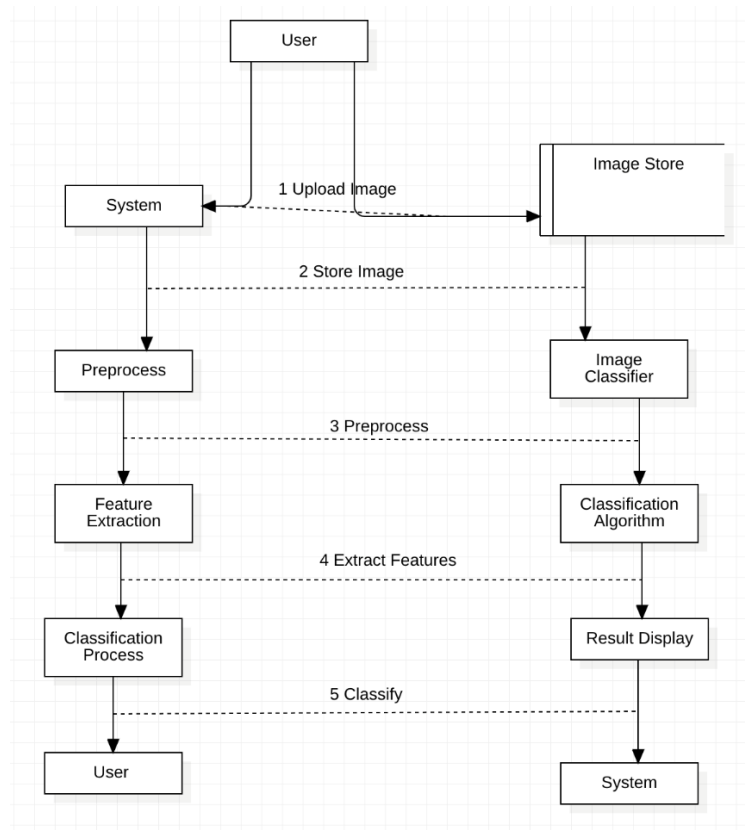 User
Image Store
1 Upload Image
System
2 Store Image
Preprocess
Image
Classifier
3 Preprocess
Feature
Extraction
Classification
Algorithm
4 Extract Features
Classification
Process
Result Display
5 Classify
User
System